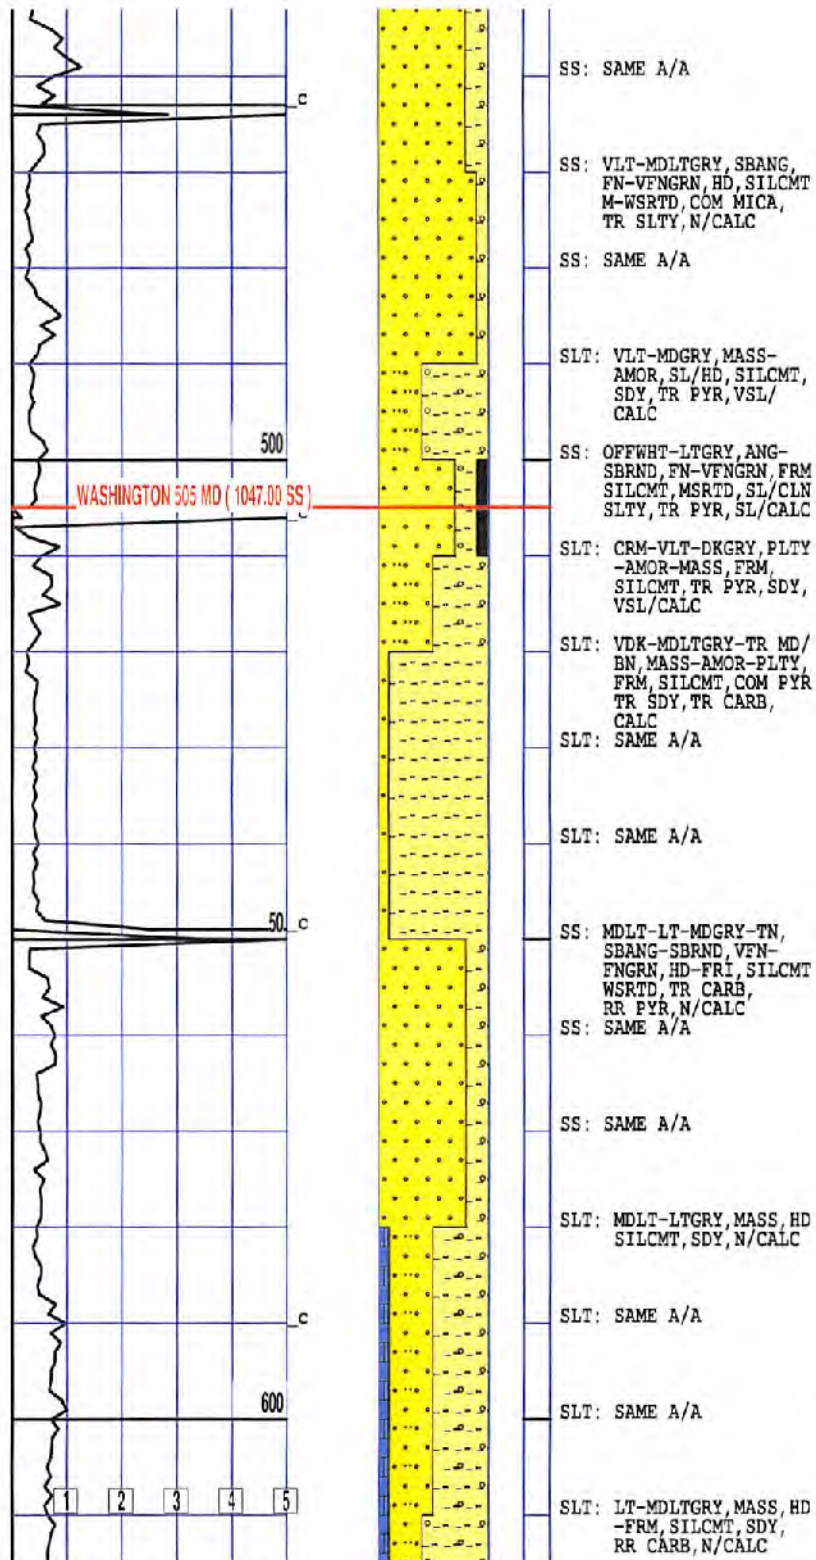 C
SS: SAME A/A
SS: VLT-MDLTGRY,SBANG,
FN-VFNGRN,HD,SILCMT
M-WSRTD,COM MICA,
TR SLTY,N/CALC
SS: SAME A/A
SLT: VLT-MDGRY,MASS-
AMOR,SL/HD,SILCMT,
SDY,TR PYR,VSL/
CALC
500
SS: OFFWHT-LTGRY,ANG-
SBRND,FN-VFNGRN,FRM
SILCMT,MSRTD,SL/CLN
SLTY,TR PYR,SL/CALC
WASHINGTON 505 MD ( 1047.00 SS )
SLT: CRM-VLT-DKGRY,PLTY
-AMOR-MASS,FRM,
SILCMT,TR PYR,SDY,
VSL/CALC
SLT: VDK-MDLTGRY-TR MD/
BN,MASS-AMOR-PLTY,
FRM,SILCMT,COM PYR
TR SDY,TR CARB,
CALC
SLT: SAME A/A
SLT: SAME A/A
50 C
SS: MDLT-LT-MDGRY-TN,
SBANG-SBRND,VFN-
FNGRN,HD-FRI,SILCMT
WSRTD,TR CARB,
RR PYR,N/CALC
SS: SAME A/A
SS: SAME A/A
SLT: MDLT-LTGRY,MASS,HD
SILCMT,SDY,N/CALC
C
SLT: SAME A/A
600
SLT: SAME A/A
1 2 3 4 5
SLT: LT-MDLTGRY,MASS,HD
-FRM,SILCMT,SDY,
RR CARB,N/CALC